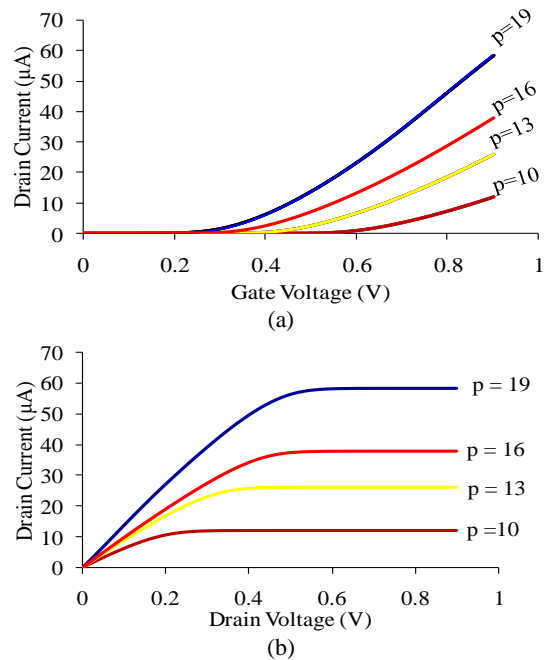 70
60
50
40
30
20
10
0
Drain Current (µA)
p=19
p=16
p=13
p=10
0 0.2 0.4 0.6 0.8 1
Gate Voltage (V)
(a)
70
60
50
40
30
20
10
0
Drain Current (µA)
p = 19
p = 16
p = 13
p =10
0 0.2 0.4 0.6 0.8 1
Drain Voltage (V)
(b)